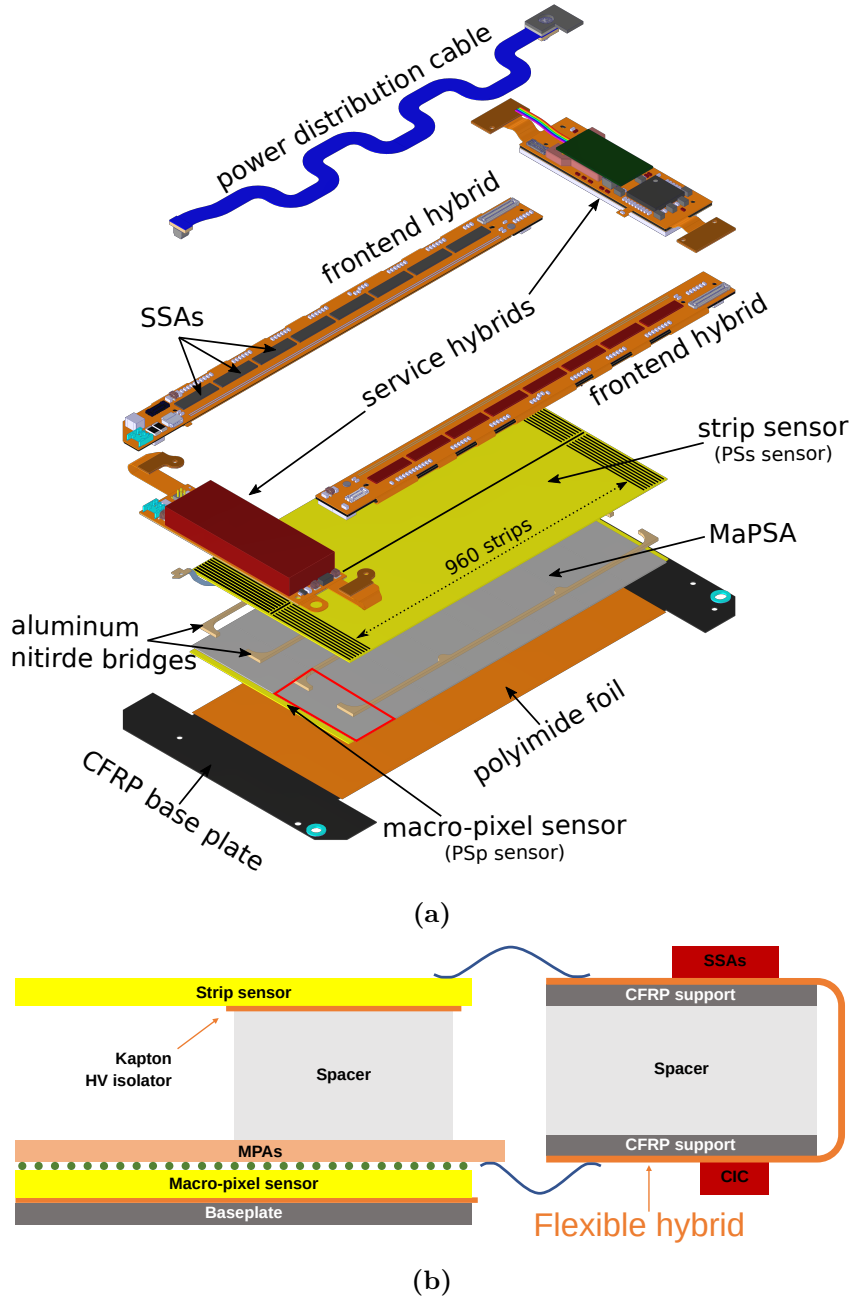 power distribution cable
frontend hybrid
SSAs
service hybrids
frontend hybrid
strip sensor
(PSs sensor)
960 strips
MaPSA
aluminum
nitirde bridges
polyimide foil
CFRP base plate
macro-pixel sensor
(PSp sensor)
(a)
SSAs
Strip sensor
CFRP support
Kapton
HV isolator
Spacer
Spacer
MPAs
CFRP support
Macro-pixel sensor
CIC
Baseplate
Flexible hybrid
(b)